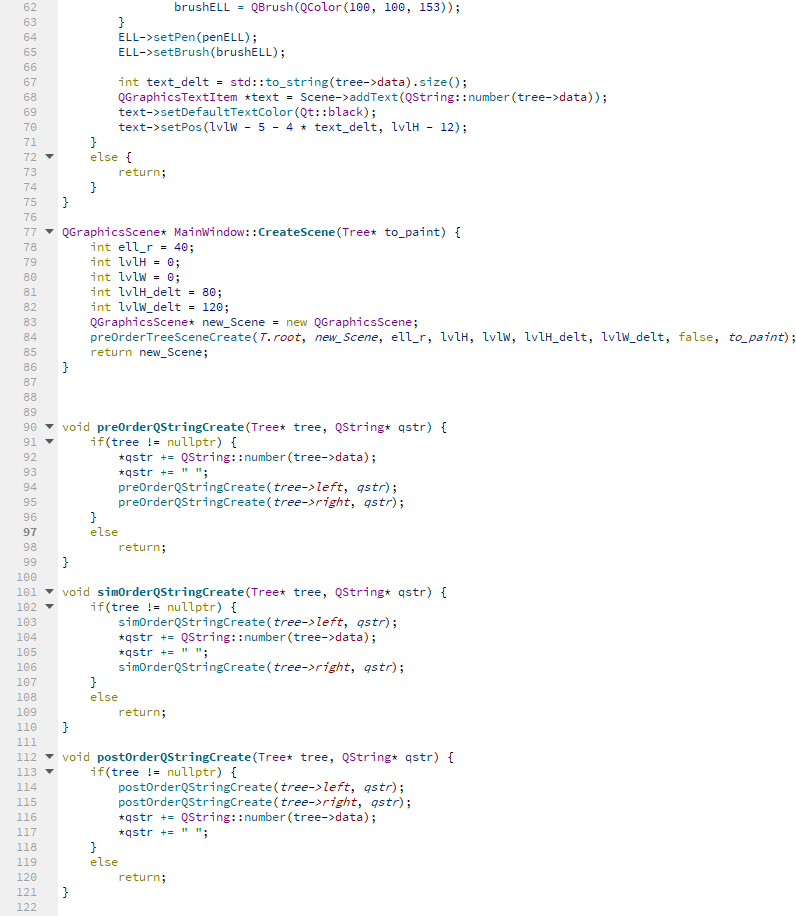 62 brushELL = QBrush(QColor(100, 100, 153));
63 }
64 ELL->setPen(penELL);
65 ELL->setBrush(brushELL);
66
67 int text_delt = std::to_string(tree->data).size();
68 QGraphicsTextItem *text = Scene->addText(QString::number(tree->data));
69 text->setDefaultTextColor(Qt::black);
70 text->setPos(lvlW - 5 - 4 * text_delt, lvlH - 12);
71 }
72 else {
73 return;
74 }
75 }
76
77 QGraphicsScene* MainWindow::CreateScene(Tree* to_paint) {
78 int ell_r = 40;
79 int lvlH = 0;
80 int lvlW = 0;
81 int lvlH_delt = 80;
82 int lvlW_delt = 120;
83 QGraphicsScene* new_Scene = new QGraphicsScene;
84 preOrderTreeSceneCreate(T.root, new_Scene, ell_r, lvlH, lvlW, lvlH_delt, lvlW_delt, false, to_paint);
85 return new_Scene;
86 }
87
88
89
90 void preOrderQStringCreate(Tree* tree, QString* qstr) {
91 if(tree != nullptr) {
92 *qstr += QString::number(tree->data);
93 *qstr += " ";
94 preOrderQStringCreate(tree->left, qstr);
95 preOrderQStringCreate(tree->right, qstr);
96 }
97 else
98 return;
99 }
100
101 void simOrderQStringCreate(Tree* tree, QString* qstr) {
102 if(tree != nullptr) {
103 simOrderQStringCreate(tree->left, qstr);
104 *qstr += QString::number(tree->data);
105 *qstr += " ";
106 simOrderQStringCreate(tree->right, qstr);
107 }
108 else
109 return;
110 }
111
112 void postOrderQStringCreate(Tree* tree, QString* qstr) {
113 if(tree != nullptr) {
114 postOrderQStringCreate(tree->left, qstr);
115 postOrderQStringCreate(tree->right, qstr);
116 *qstr += QString::number(tree->data);
117 *qstr += " ";
118 }
119 else
120 return;
121 }
122